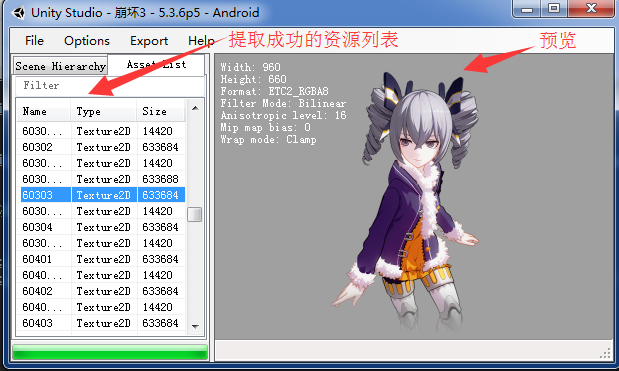 Unity Studio - 崩坏3 - 5.3.6p5 - Android
File Options Export Help
提取成功的资源列表
预览
Scene Hierarchy Asset List
Filter
Name Type Size
6030... Texture2D 14420
60302 Texture2D 633684
6030... Texture2D 14420
6030... Texture2D 633688
60303 Texture2D 633684
6030... Texture2D 14420
60304 Texture2D 633684
6030... Texture2D 14420
60401 Texture2D 633684
6040... Texture2D 14420
60402 Texture2D 633684
6040... Texture2D 14420
60403 Texture2D 633684
Width: 960
Height: 660
Format: ETC2_RGBA8
Filter Mode: Bilinear
Anisotropic level: 16
Mip map bias: 0
Wrap mode: Clamp